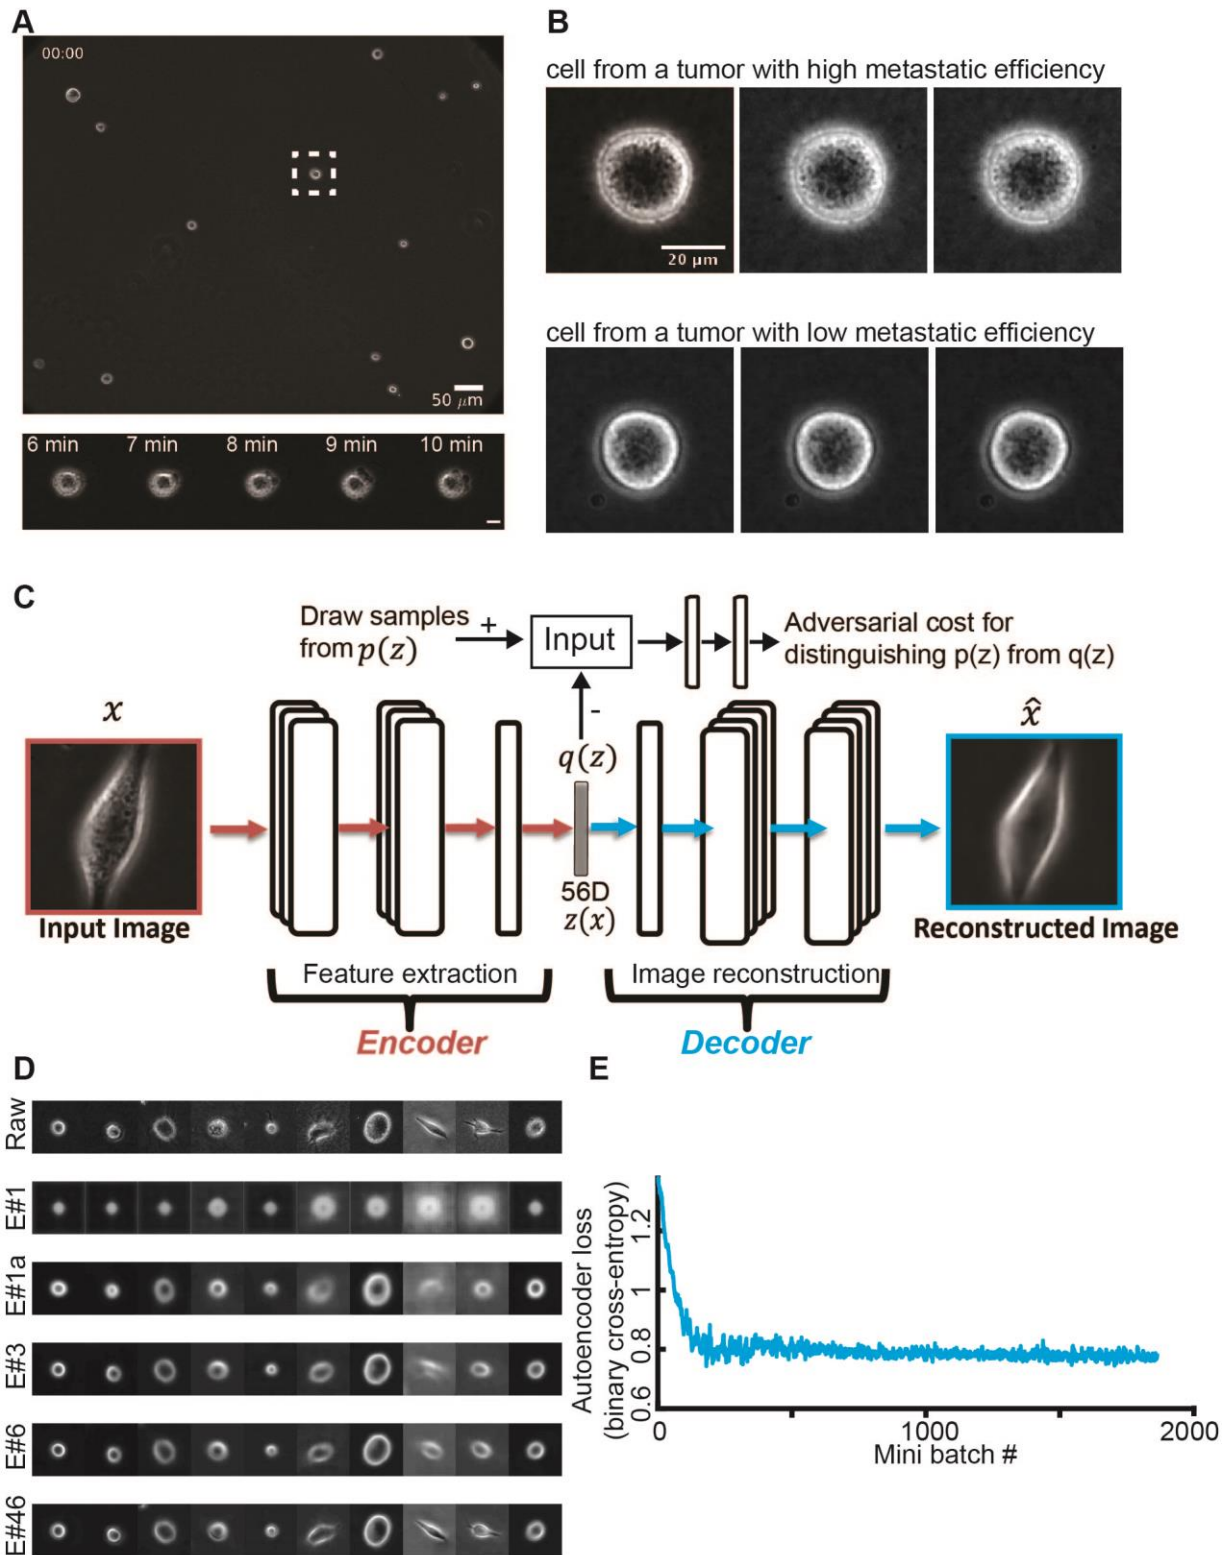 A
00:00
50 μm
6 min 7 min 8 min 9 min 10 min
B
cell from a tumor with high metastatic efficiency
20 μm
cell from a tumor with low metastatic efficiency
C
Draw samples
from p(z)
+
Input
Adversarial cost for
distinguishing p(z) from q(z)
-
x
q(z)
x̂
56D
z(x)
Input Image
Reconstructed Image
Feature extraction
Image reconstruction
Encoder
Decoder
D
Raw
E#1
E#1a
E#3
E#6
E#46
E
Autoencoder loss
(binary cross-entropy)
1.2
1
0.8
0.6
0 1000 2000
Mini batch #